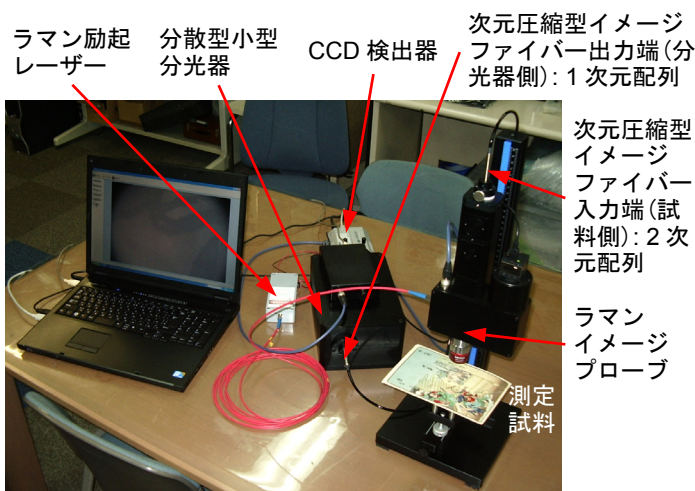 ラマン励起
レーザー
分散型小型
分光器
CCD 検出器
次元圧縮型イメージ
ファイバー出力端(分
光器側): 1 次元配列
次元圧縮型
イメージ
ファイバー
入力端(試
料側): 2 次
元配列
ラマン
イメージ
プローブ
測定
試料